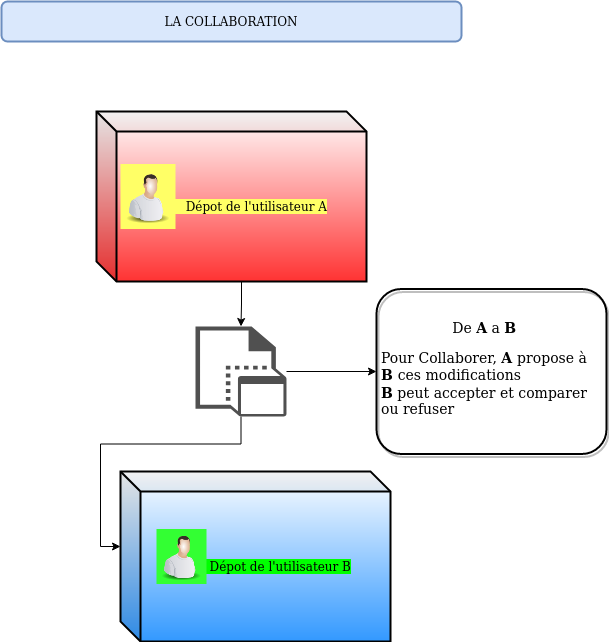 LA COLLABORATION
Dépot de l'utilisateur A
De A a B
Pour Collaborer, A propose à
B ces modifications
B peut accepter et comparer
ou refuser
Dépot de l'utilisateur B